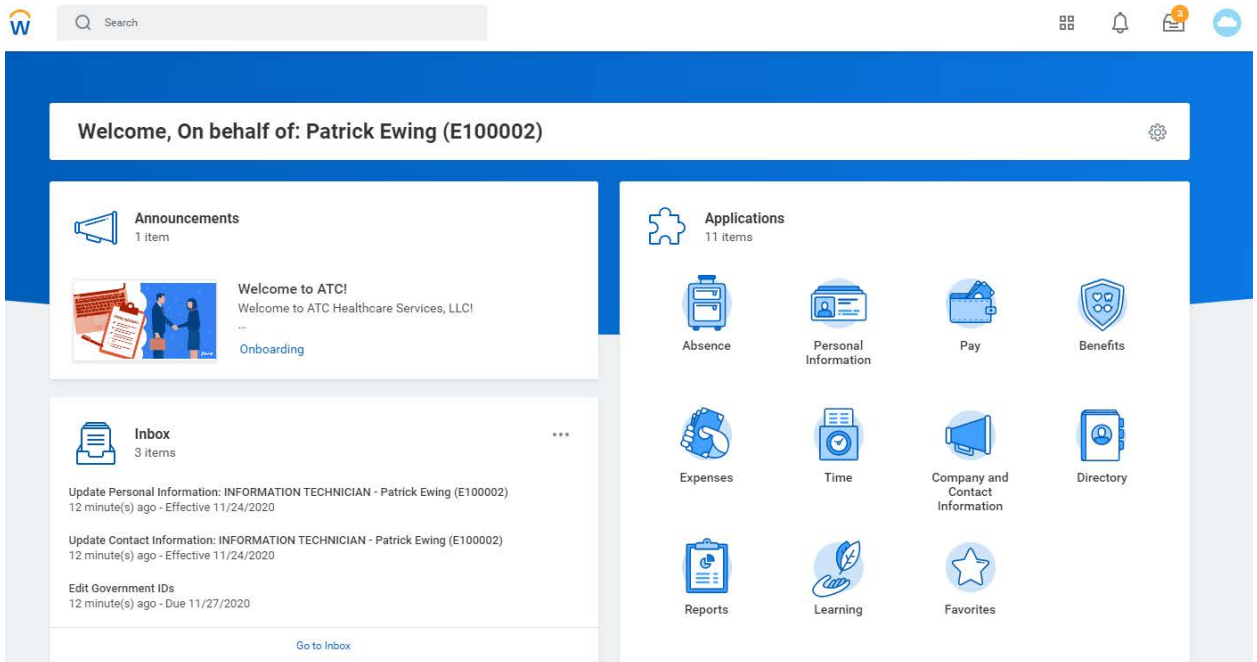 Search
3
Welcome, On behalf of: Patrick Ewing (E100002)
Announcements
1 item
Welcome to ATC!
Welcome to ATC Healthcare Services, LLC!
...
Onboarding
Inbox
3 items
Update Personal Information: INFORMATION TECHNICIAN - Patrick Ewing (E100002)
12 minute(s) ago - Effective 11/24/2020
Update Contact Information: INFORMATION TECHNICIAN - Patrick Ewing (E100002)
12 minute(s) ago - Effective 11/24/2020
Edit Government IDs
12 minute(s) ago - Due 11/27/2020
Go to Inbox
Applications
11 items
Absence
Personal
Information
Pay
Benefits
Expenses
Time
Company and
Contact
Information
Directory
Reports
Learning
Favorites